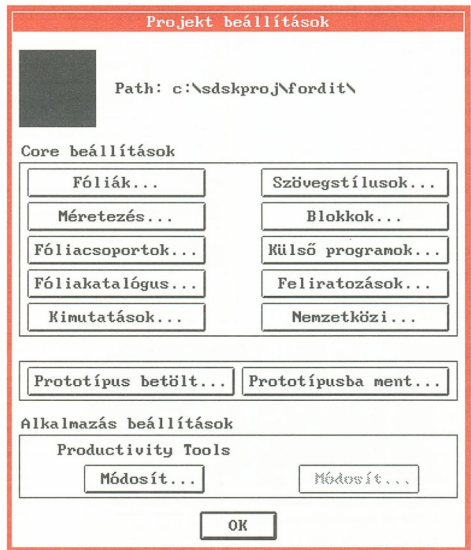 Projekt beállítások
Path: c:\sdskproj\fordit\
Core beállítások
Fóliák... Szövegstílusok...
Méretezés... Blokkok...
Fóliacsoportok... Külső programok...
Fóliakatalógus... Feliratozások...
Kimutatások... Nemzetközi...
Prototípus betölt... Prototípusba ment...
Alkalmazás beállítások
Productivity Tools
Módosít... Módosít...
OK